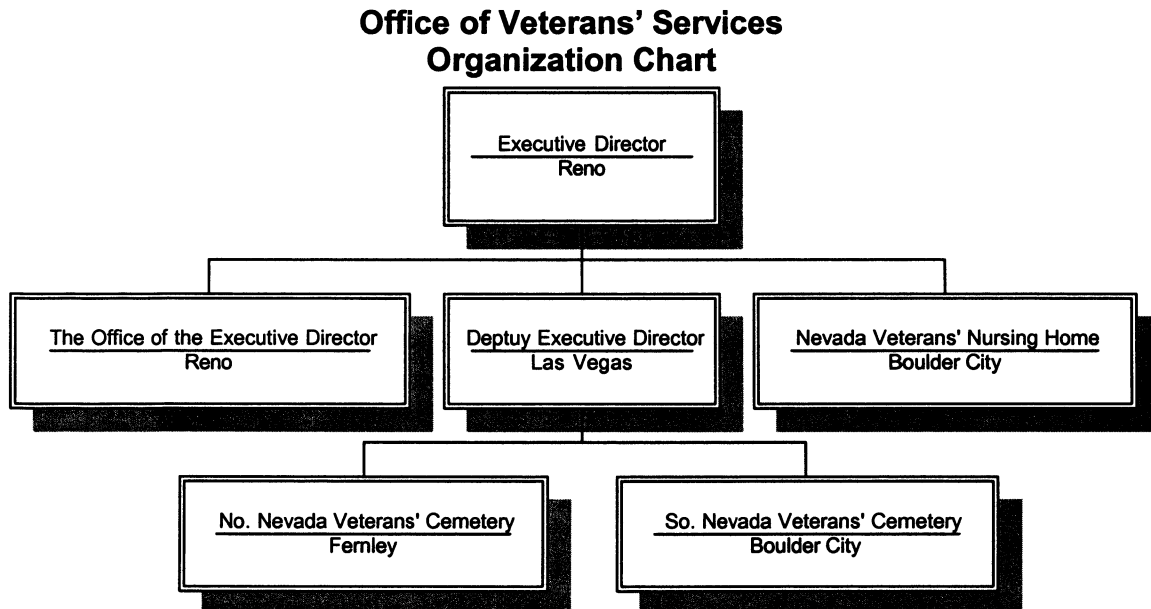 Office of Veterans' Services
Organization Chart
Executive Director
Reno
The Office of the Executive Director
Reno
Deptuy Executive Director
Las Vegas
Nevada Veterans' Nursing Home
Boulder City
No. Nevada Veterans' Cemetery
Fernley
So. Nevada Veterans' Cemetery
Boulder City